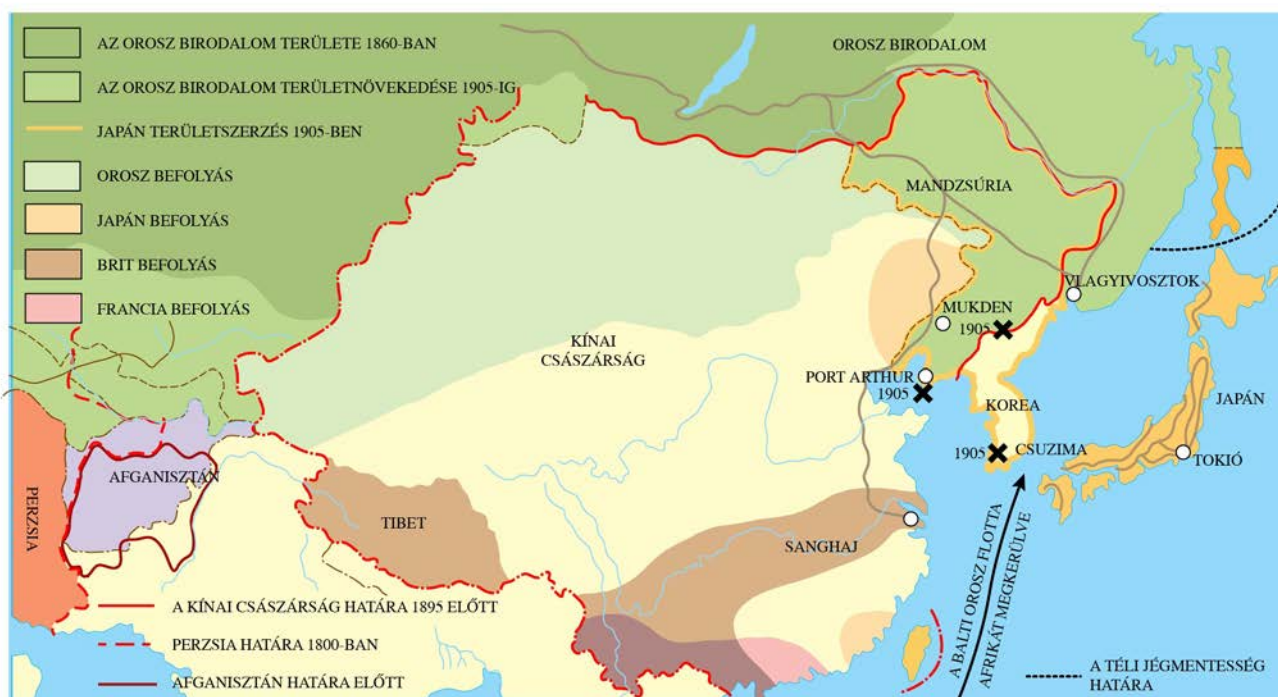 AZ OROSZ BIRODALOM TERÜLETE 1860-BAN
AZ OROSZ BIRODALOM TERÜLETNÖVEKEDÉSE 1905-IG
JAPÁN TERÜLETSZERZÉS 1905-BEN
OROSZ BEFOLYÁS
JAPÁN BEFOLYÁS
BRIT BEFOLYÁS
FRANCIA BEFOLYÁS
OROSZ BIRODALOM
MANDZSÚRIA
VLAGYIVOSZTOK
MUKDEN
1905
KÍNAI
CSÁSZÁRSÁG
PORT ARTHUR
1905
KOREA
JAPÁN
1905
CSUZIMA
TOKIÓ
AFGANISZTÁN
PERZSIA
TIBET
SANGHAJ
A BALTI OROSZ FLOTTA
AFRIKÁT MEGKERÜLVE
A KÍNAI CSÁSZÁRSÁG HATÁRA 1895 ELŐTT
PERZSIA HATÁRA 1800-BAN
AFGANISZTÁN HATÁRA ELŐTT
A TÉLI JÉGMENTESSÉG
HATÁRA